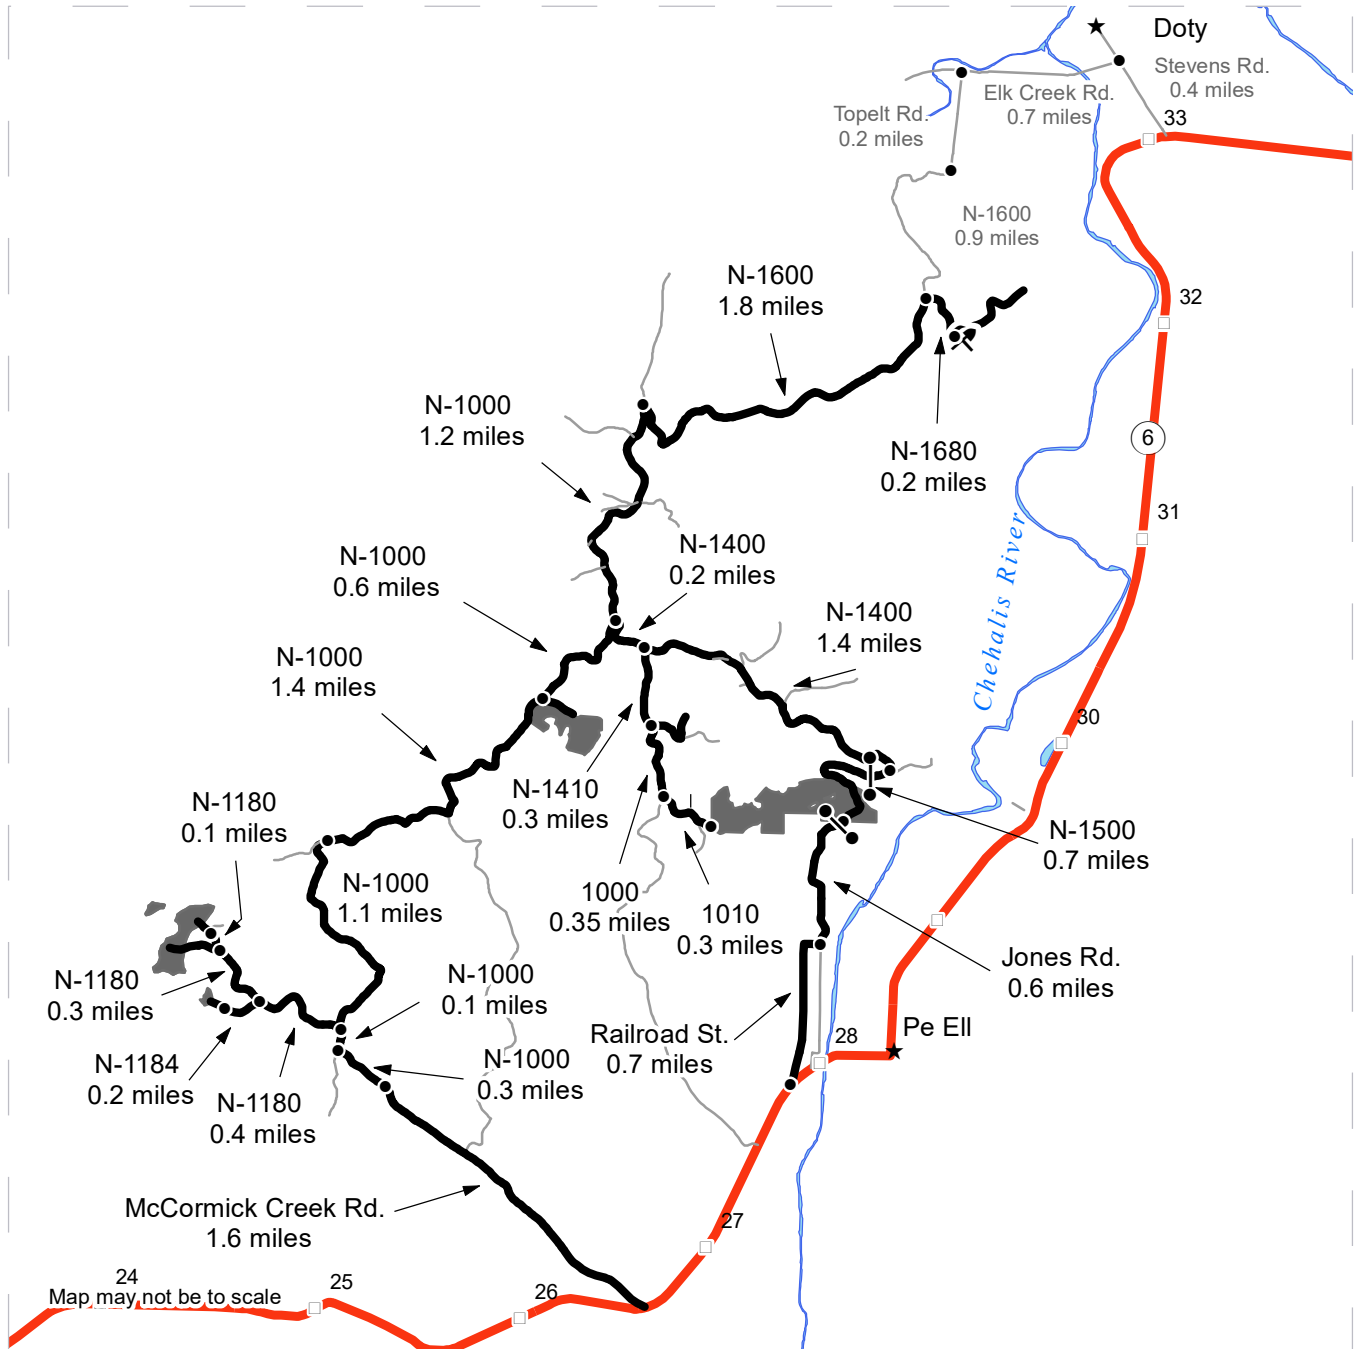 Doty
Stevens Rd.
0.4 miles
Elk Creek Rd.
0.7 miles
Topelt Rd.
0.2 miles
33
N-1600
0.9 miles
N-1600
1.8 miles
32
N-1000
1.2 miles
6
N-1680
0.2 miles
31
N-1400
0.2 miles
N-1000
0.6 miles
Chehalis River
N-1400
1.4 miles
N-1000
1.4 miles
30
N-1410
0.3 miles
N-1180
0.1 miles
N-1500
0.7 miles
N-1000
1.1 miles
1000
0.35 miles
1010
0.3 miles
Jones Rd.
0.6 miles
N-1180
0.3 miles
N-1000
0.1 miles
Railroad St.
0.7 miles
28
Pe Ell
N-1184
0.2 miles
N-1000
0.3 miles
N-1180
0.4 miles
McCormick Creek Rd.
1.6 miles
27
24
25
26
Map may not be to scale